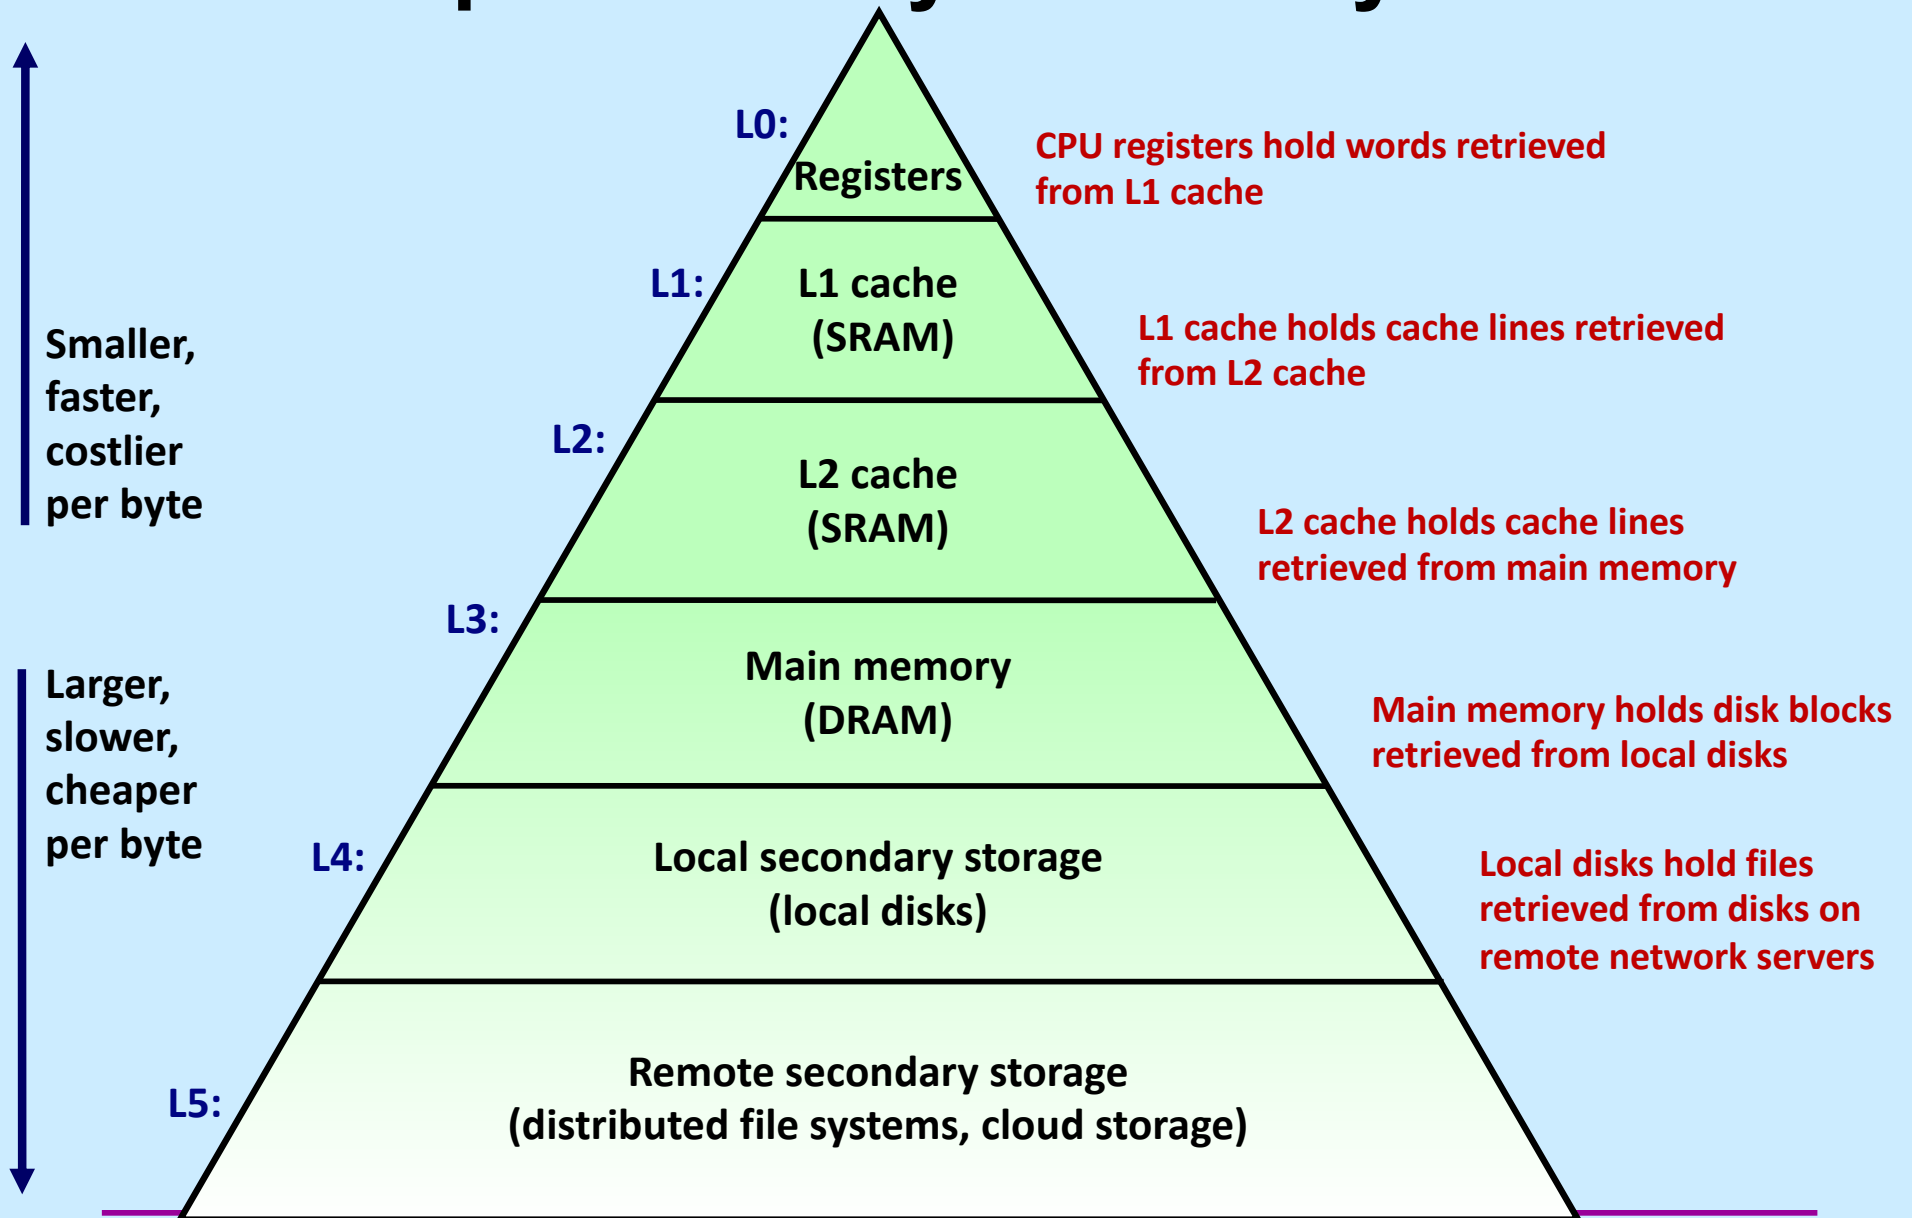 L0:
Registers
CPU registers hold words retrieved
from L1 cache
L1:
L1 cache
(SRAM)
L1 cache holds cache lines retrieved
from L2 cache
Smaller,
faster,
costlier
per byte
L2:
L2 cache
(SRAM)
L2 cache holds cache lines
retrieved from main memory
L3:
Main memory
(DRAM)
Main memory holds disk blocks
retrieved from local disks
Larger,
slower,
cheaper
per byte
L4:
Local secondary storage
(local disks)
Local disks hold files
retrieved from disks on
remote network servers
L5:
Remote secondary storage
(distributed file systems, cloud storage)